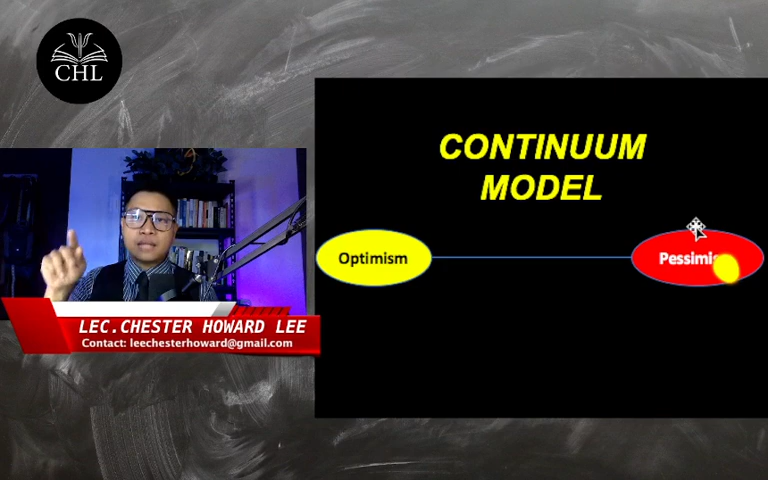 CHL
CONTINUUM
MODEL
Optimism
LEC.CHESTER HOWARD LEE
Contact: leechesterhoward@gmail.com